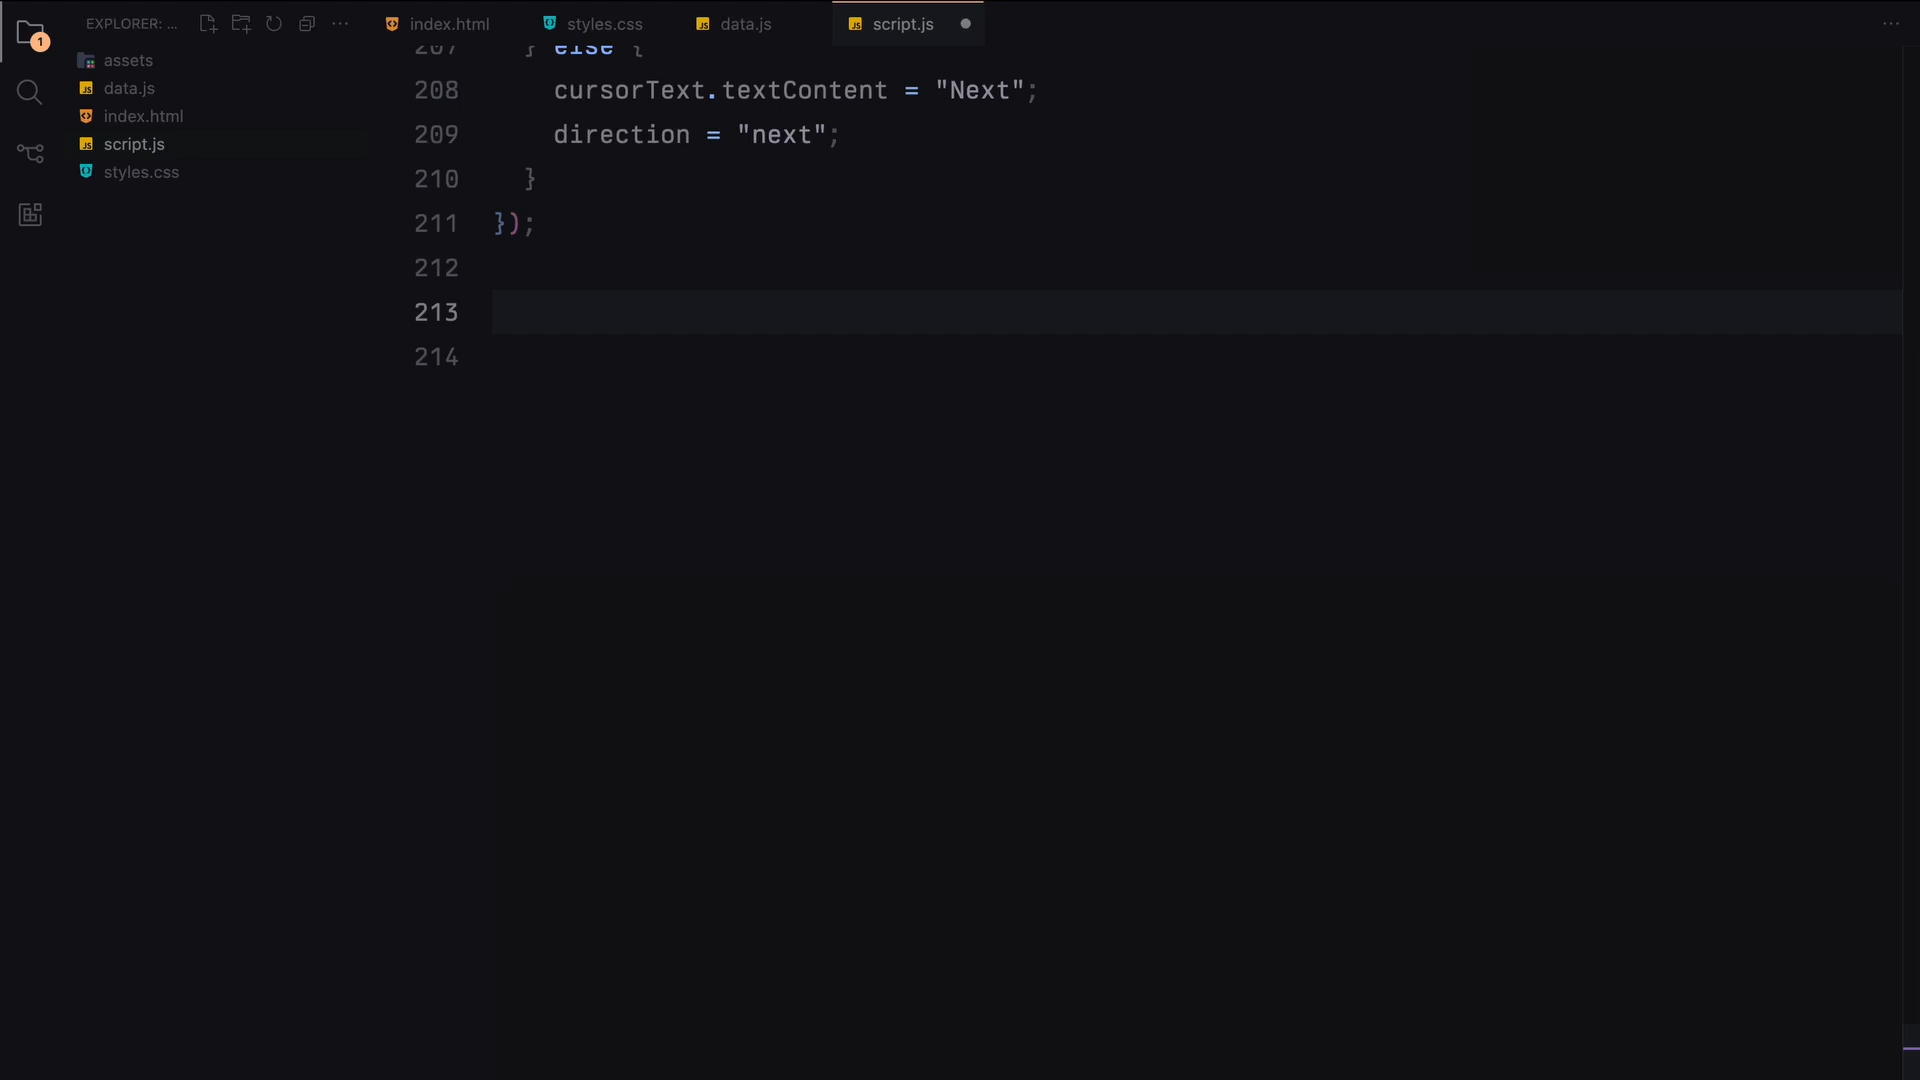 1
EXPLORER: ...
assets
data.js
index.html
script.js
styles.css
index.html
styles.css
data.js
script.js
207 } else {
208 cursorText.textContent = "Next";
209 direction = "next";
210 }
211 });
212
213
214